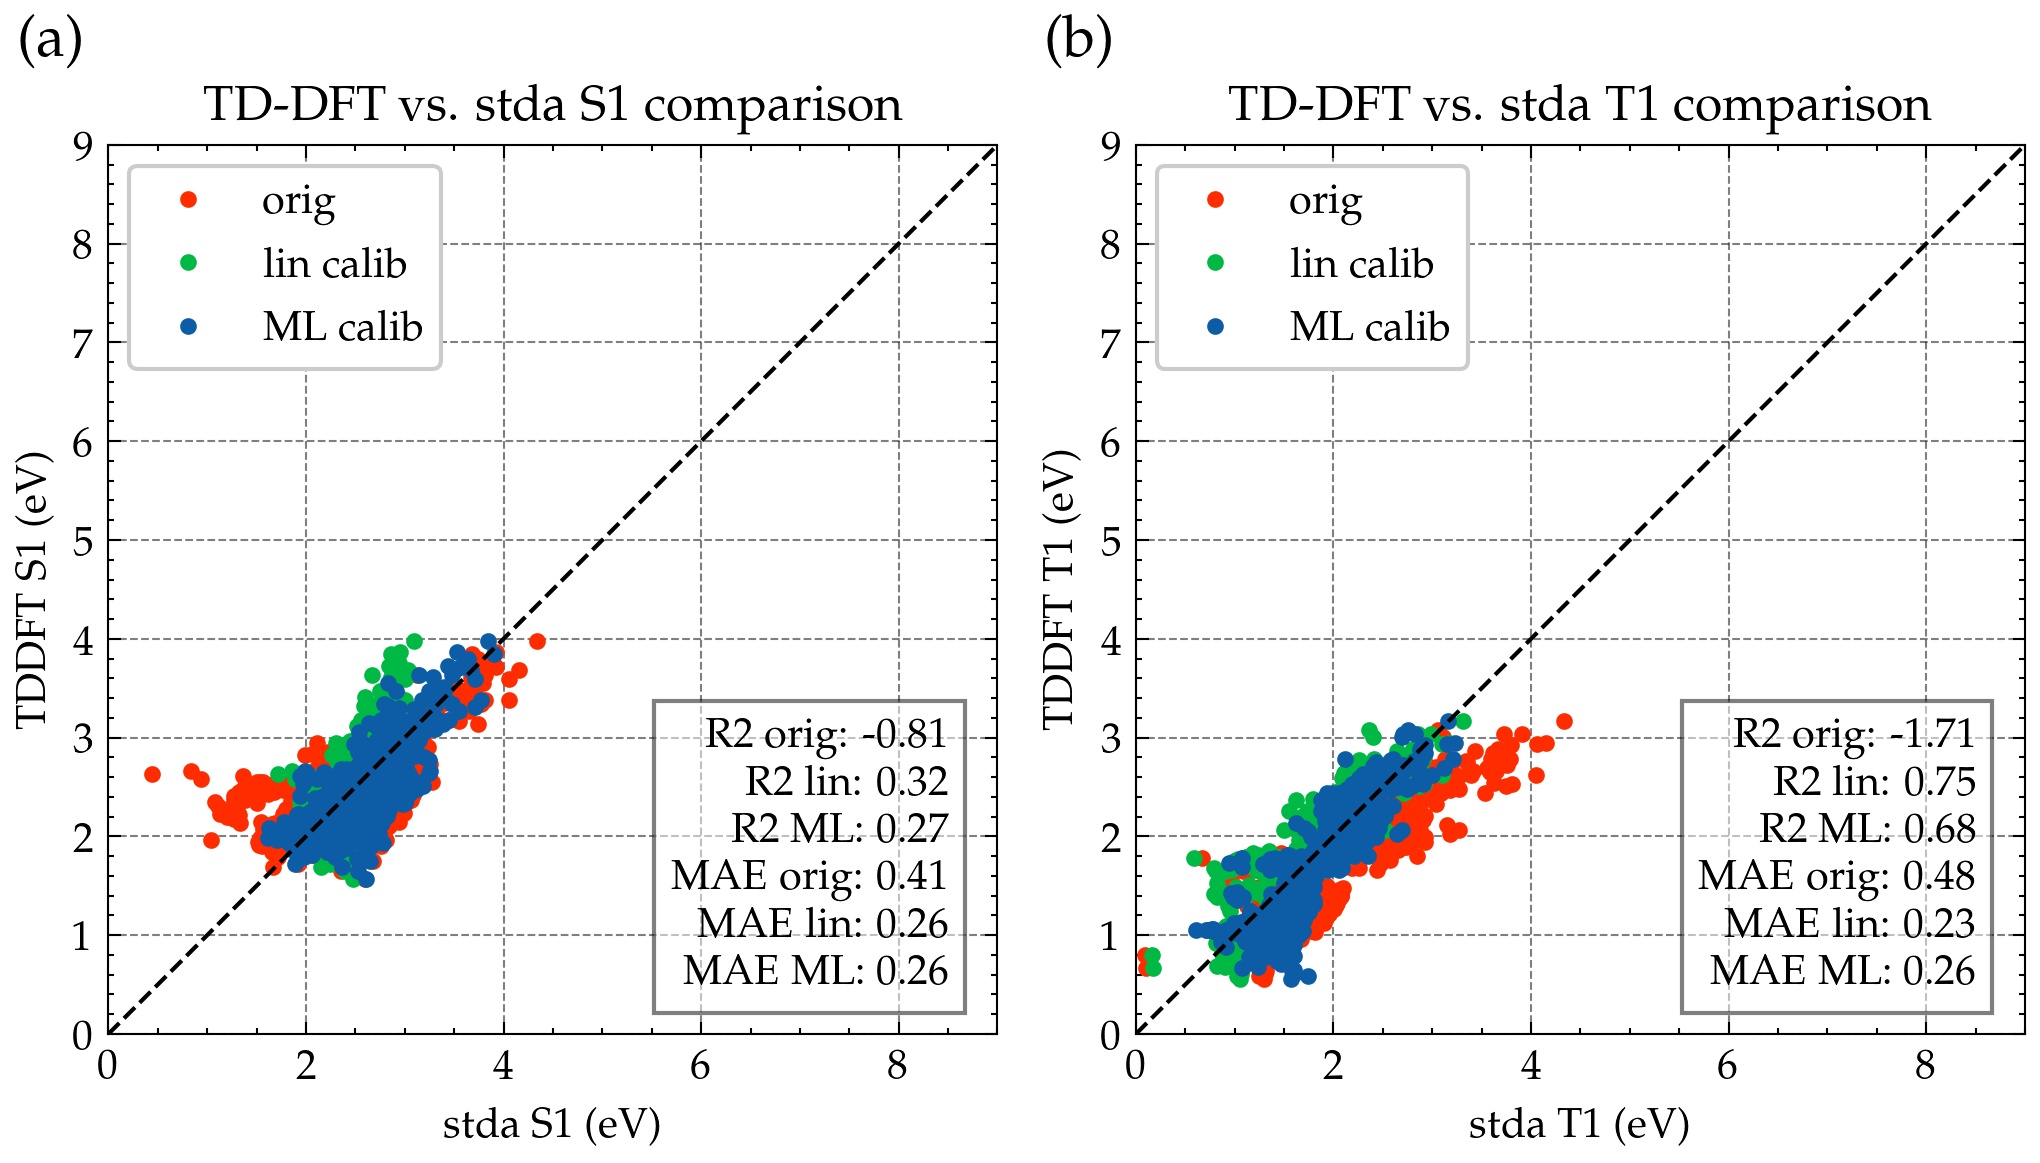 (a)
TD-DFT vs. stda S1 comparison
orig
lin calib
ML calib
R2 orig: -0.81
R2 lin: 0.32
R2 ML: 0.27
MAE orig: 0.41
MAE lin: 0.26
MAE ML: 0.26
TDDFT S1 (eV)
9
8
7
6
5
4
3
2
1
0
0 2 4 6 8
stda S1 (eV)
(b)
TD-DFT vs. stda T1 comparison
orig
lin calib
ML calib
R2 orig: -1.71
R2 lin: 0.75
R2 ML: 0.68
MAE orig: 0.48
MAE lin: 0.23
MAE ML: 0.26
TDDFT T1 (eV)
9
8
7
6
5
4
3
2
1
0
0 2 4 6 8
stda T1 (eV)